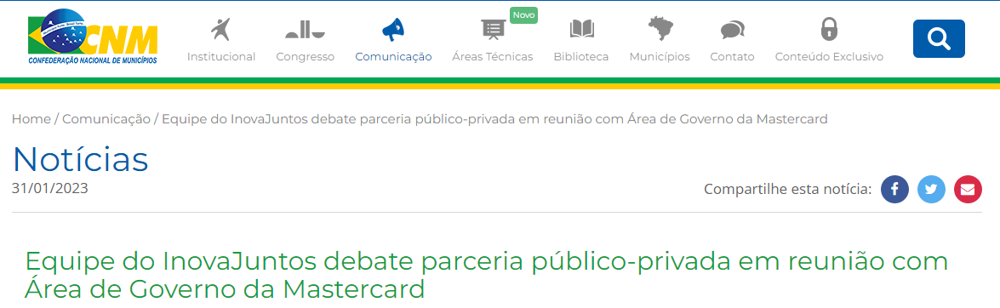 Novo
CNM
CONFEDERAÇÃO NACIONAL DE MUNICÍPIOS
Institucional
Congresso
Comunicação
Áreas Técnicas
Biblioteca
Municípios
Contato
Conteúdo Exclusivo
Home / Comunicação / Equipe do InovaJuntos debate parceria público-privada em reunião com Área de Governo da Mastercard
Notícias
31/01/2023
Compartilhe esta notícia:
Equipe do InovaJuntos debate parceria público-privada em reunião com
Área de Governo da Mastercard